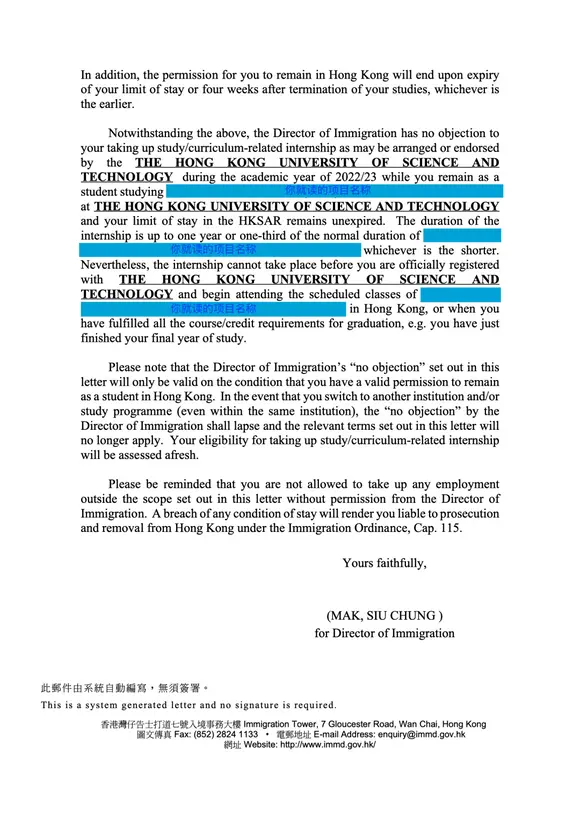 In addition, the permission for you to remain in Hong Kong will end upon expiry
of your limit of stay or four weeks after termination of your studies, whichever is
the earlier.
Notwithstanding the above, the Director of Immigration has no objection to
your taking up study/curriculum-related internship as may be arranged or endorsed
by the THE HONG KONG UNIVERSITY OF SCIENCE AND
TECHNOLOGY during the academic year of 2022/23 while you remain as a
student studying 你就读的项目名称
at THE HONG KONG UNIVERSITY OF SCIENCE AND TECHNOLOGY
and your limit of stay in the HKSAR remains unexpired. The duration of the
internship is up to one year or one-third of the normal duration of
你就读的项目名称 whichever is the shorter.
Nevertheless, the internship cannot take place before you are officially registered
with THE HONG KONG UNIVERSITY OF SCIENCE AND
TECHNOLOGY and begin attending the scheduled classes of
你就读的项目名称 in Hong Kong, or when you
have fulfilled all the course/credit requirements for graduation, e.g. you have just
finished your final year of study.
Please note that the Director of Immigration's “no objection” set out in this
letter will only be valid on the condition that you have a valid permission to remain
as a student in Hong Kong. In the event that you switch to another institution and/or
study programme (even within the same institution), the “no objection” by the
Director of Immigration shall lapse and the relevant terms set out in this letter will
no longer apply. Your eligibility for taking up study/curriculum-related internship
will be assessed afresh.
Please be reminded that you are not allowed to take up any employment
outside the scope set out in this letter without permission from the Director of
Immigration. A breach of any condition of stay will render you liable to prosecution
and removal from Hong Kong under the Immigration Ordinance, Cap. 115.
Yours faithfully,
(MAK, SIU CHUNG )
for Director of Immigration
此郵件由系統自動編寫，無須簽署。
This is a system generated letter and no signature is required.
香港灣仔告士打道七號入境事務大樓 Immigration Tower, 7 Gloucester Road, Wan Chai, Hong Kong
圖文傳真 Fax: (852) 2824 1133 • 電郵地址 E-mail Address: enquiry@immd.gov.hk
網址 Website: http://www.immd.gov.hk/